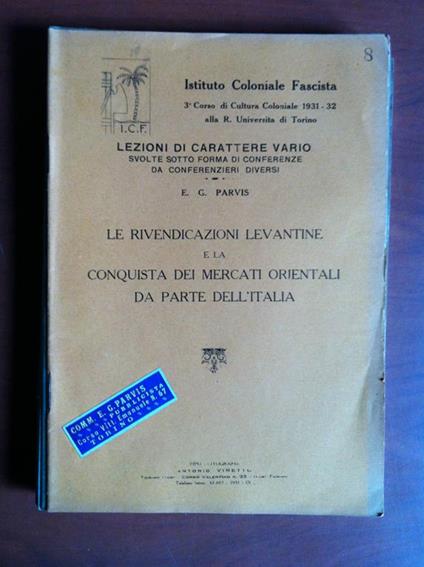 8
I.C.F.
Istituto Coloniale Fascista
3° Corso di Cultura Coloniale 1931-32
alla R. Universita di Torino
LEZIONI DI CARATTERE VARIO
SVOLTE SOTTO FORMA DI CONFERENZE
DA CONFERENZIERI DIVERSI
E. G. PARVIS
LE RIVENDICAZIONI LEVANTINE
E LA
CONQUISTA DEI MERCATI ORIENTALI
DA PARTE DELL'ITALIA
COMM. E. G. PARVIS
PUBBLICISTA
Corso Vitt. Emanuele N. 67
TORINO
ANTONIO VIRETTO